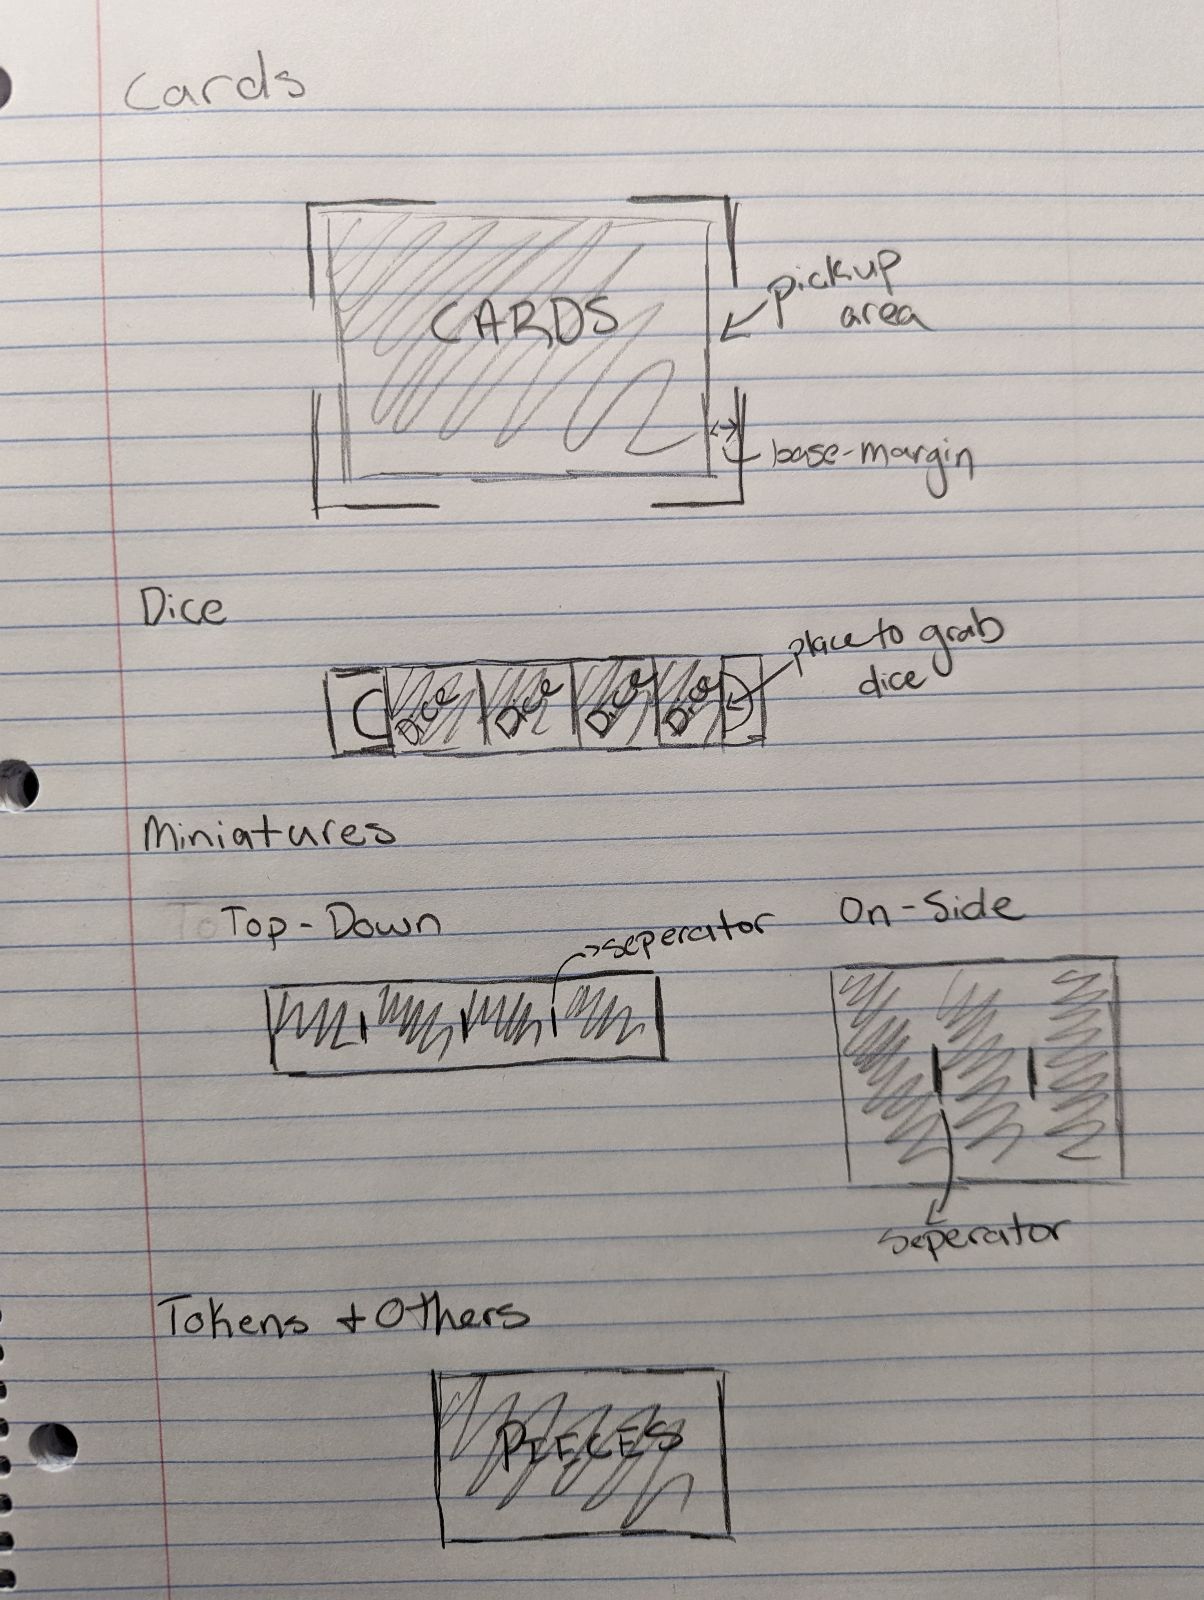 Cards
CARDS
pickup
area
base-margin
Dice
place to grab
dice
Dice Dice Dice Dice
Miniatures
To Top-Down
On-Side
seperator
seperator
Tokens + Others
PIECES